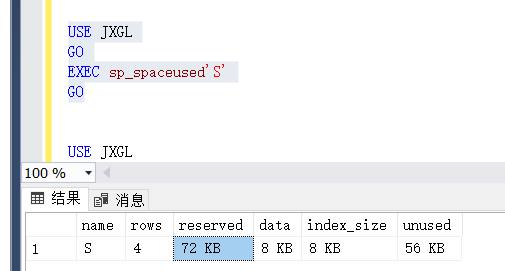 USE JXGL
GO
EXEC sp_spaceused'S'
GO
USE JXGL
100 %
结果 消息
name rows reserved data index_size unused
1 S 4 72 KB 8 KB 8 KB 56 KB